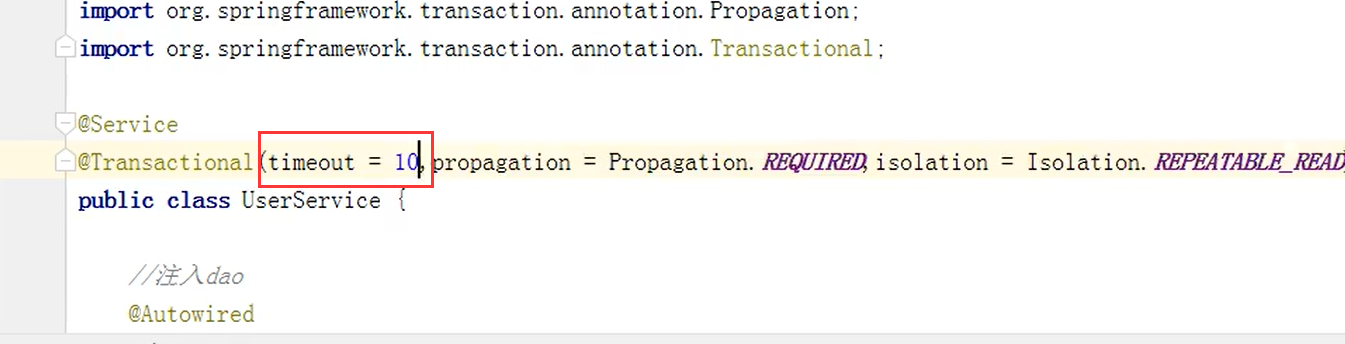 import org.springframework.transaction.annotation.Propagation;
import org.springframework.transaction.annotation.Transactional;
@Service
@Transactional(timeout = 10,propagation = Propagation.REQUIRED,isolation = Isolation.REPEATABLE_READ
public class UserService {
//注入dao
@Autowired